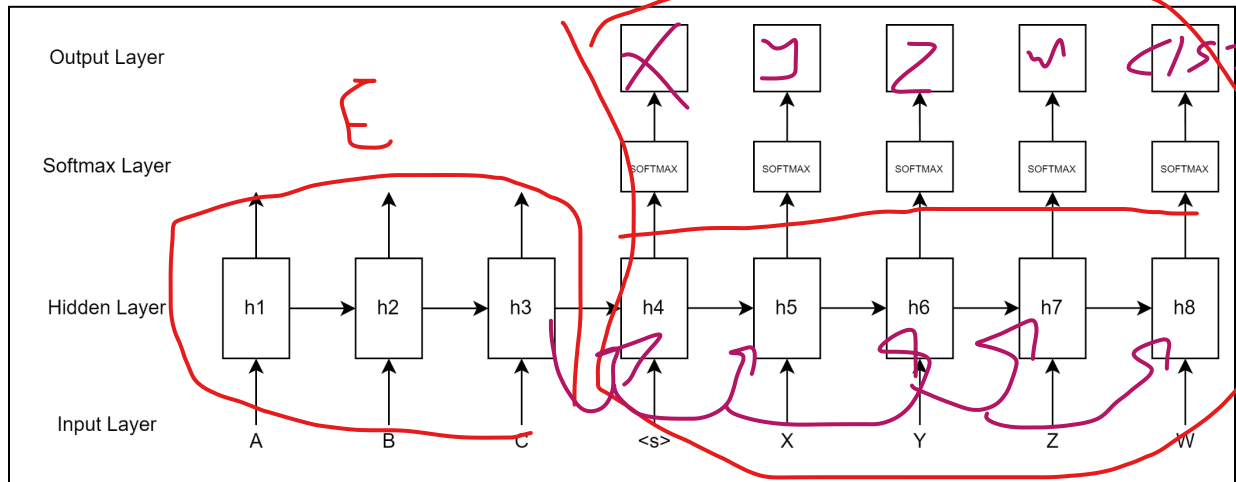 Output Layer X y Z W
E
Softmax Layer SOFTMAX SOFTMAX SOFTMAX SOFTMAX SOFTMAX
Hidden Layer h1 h2 h3 h4 h5 h6 h7 h8
Input Layer A B C <s> X Y Z W